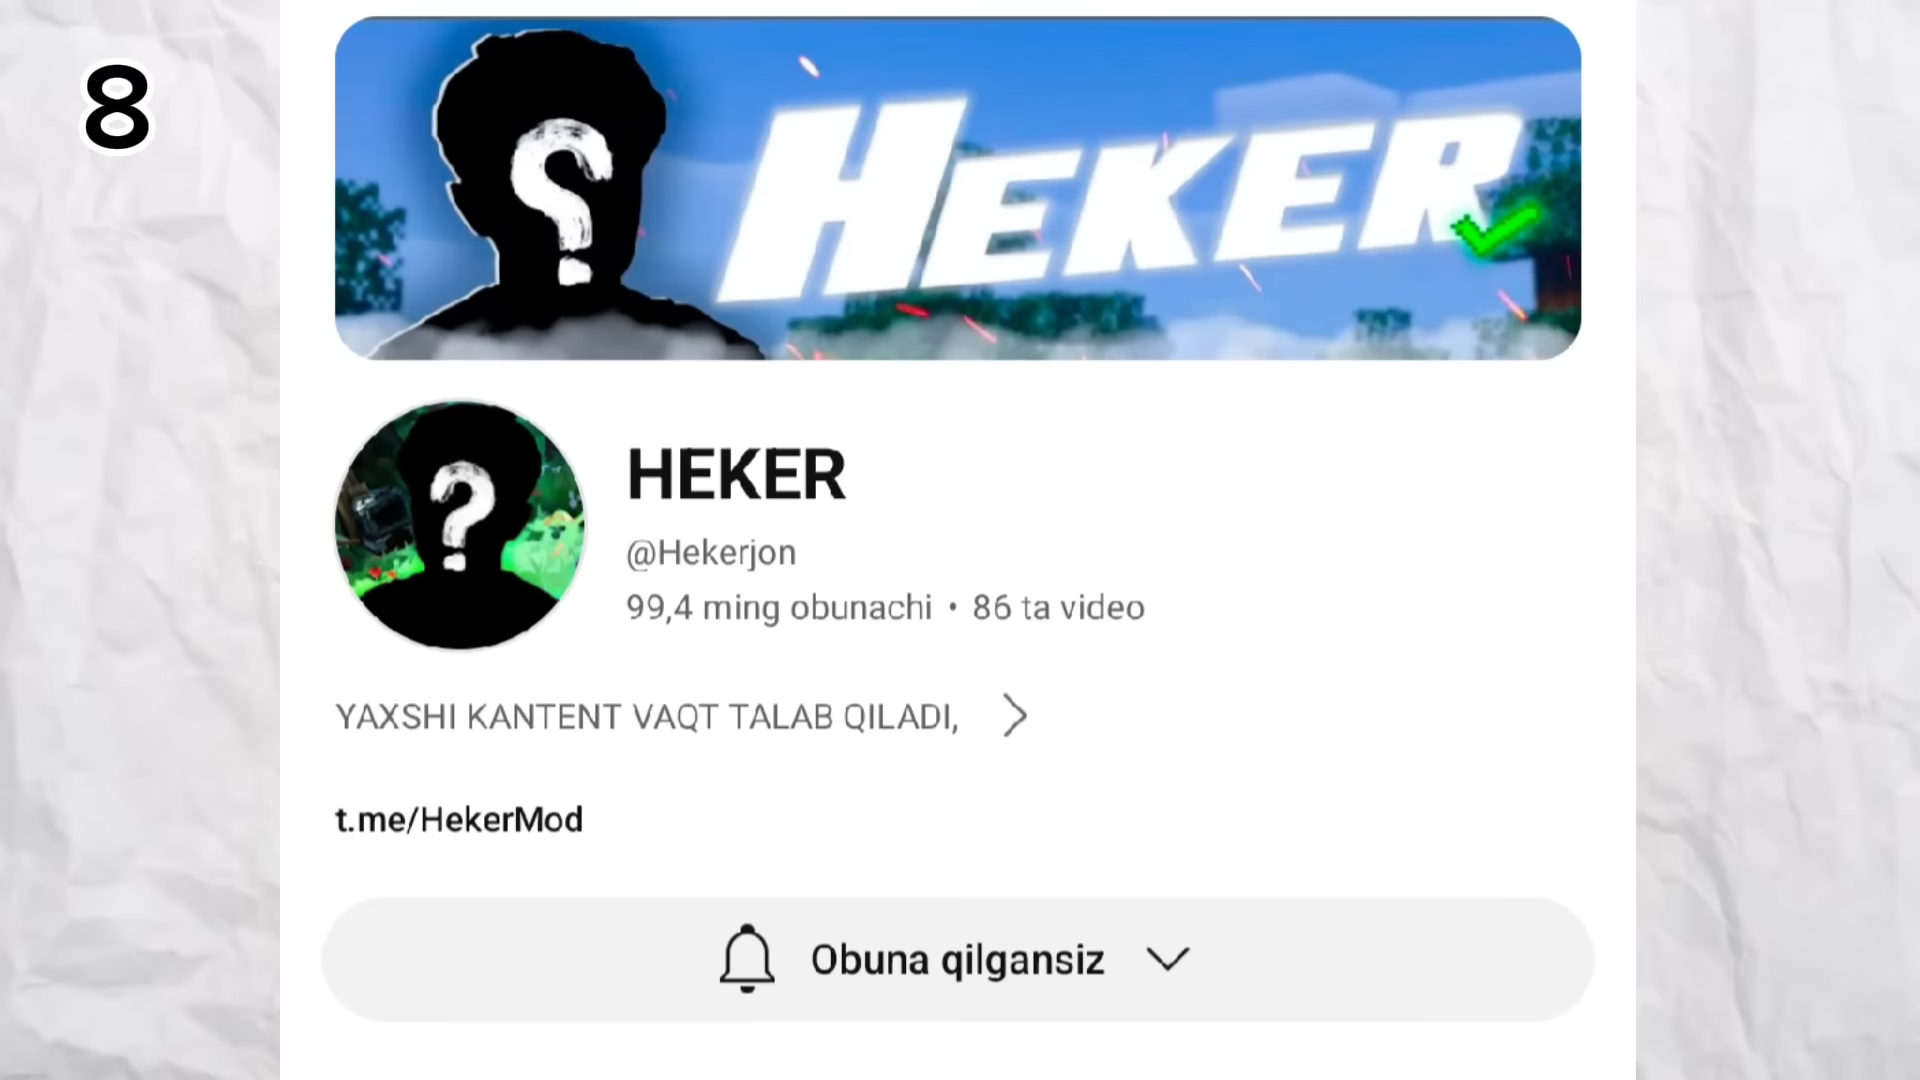 8
HEKER
?
?
HEKER
@Hekerjon
99,4 ming obunachi • 86 ta video
YAXSHI KANTENT VAQT TALAB QILADI,
t.me/HekerMod
Obuna qilgansiz